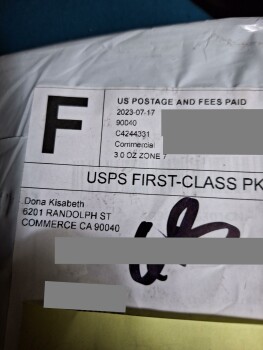 F
US POSTAGE AND FEES PAID
2023-07-17
90040
C4244331
Commercial
3.0 OZ ZONE 7
USPS FIRST-CLASS PK
Dona Kisabeth
6201 RANDOLPH ST
COMMERCE CA 90040